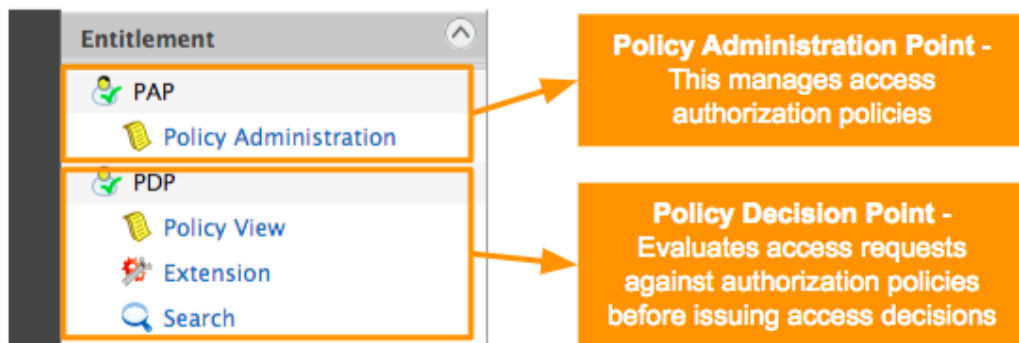 Entitlement
PAP
Policy Administration
PDP
Policy View
Extension
Search
Policy Administration Point -
This manages access
authorization policies
Policy Decision Point -
Evaluates access requests
against authorization policies
before issuing access decisions